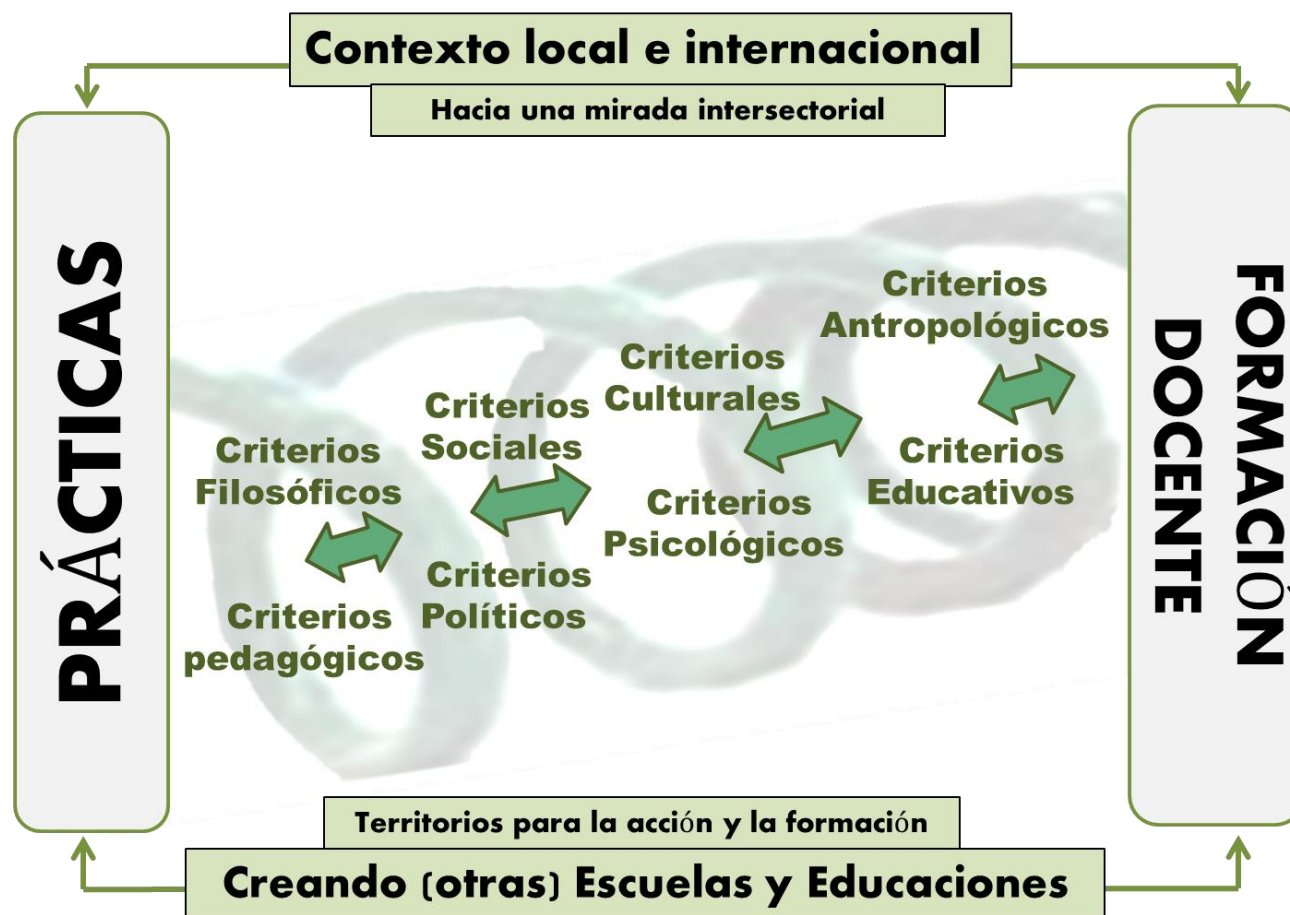 Contexto local e internacional
Hacia una mirada intersectorial
PRÁCTICAS
Criterios
Filosóficos
Criterios
pedagógicos
Criterios
Sociales
Criterios
Políticos
Criterios
Culturales
Criterios
Psicológicos
Criterios
Antropológicos
Criterios
Educativos
FORMACIÓN
DOCENTE
Territorios para la acción y la formación
Creando (otras) Escuelas y Educaciones